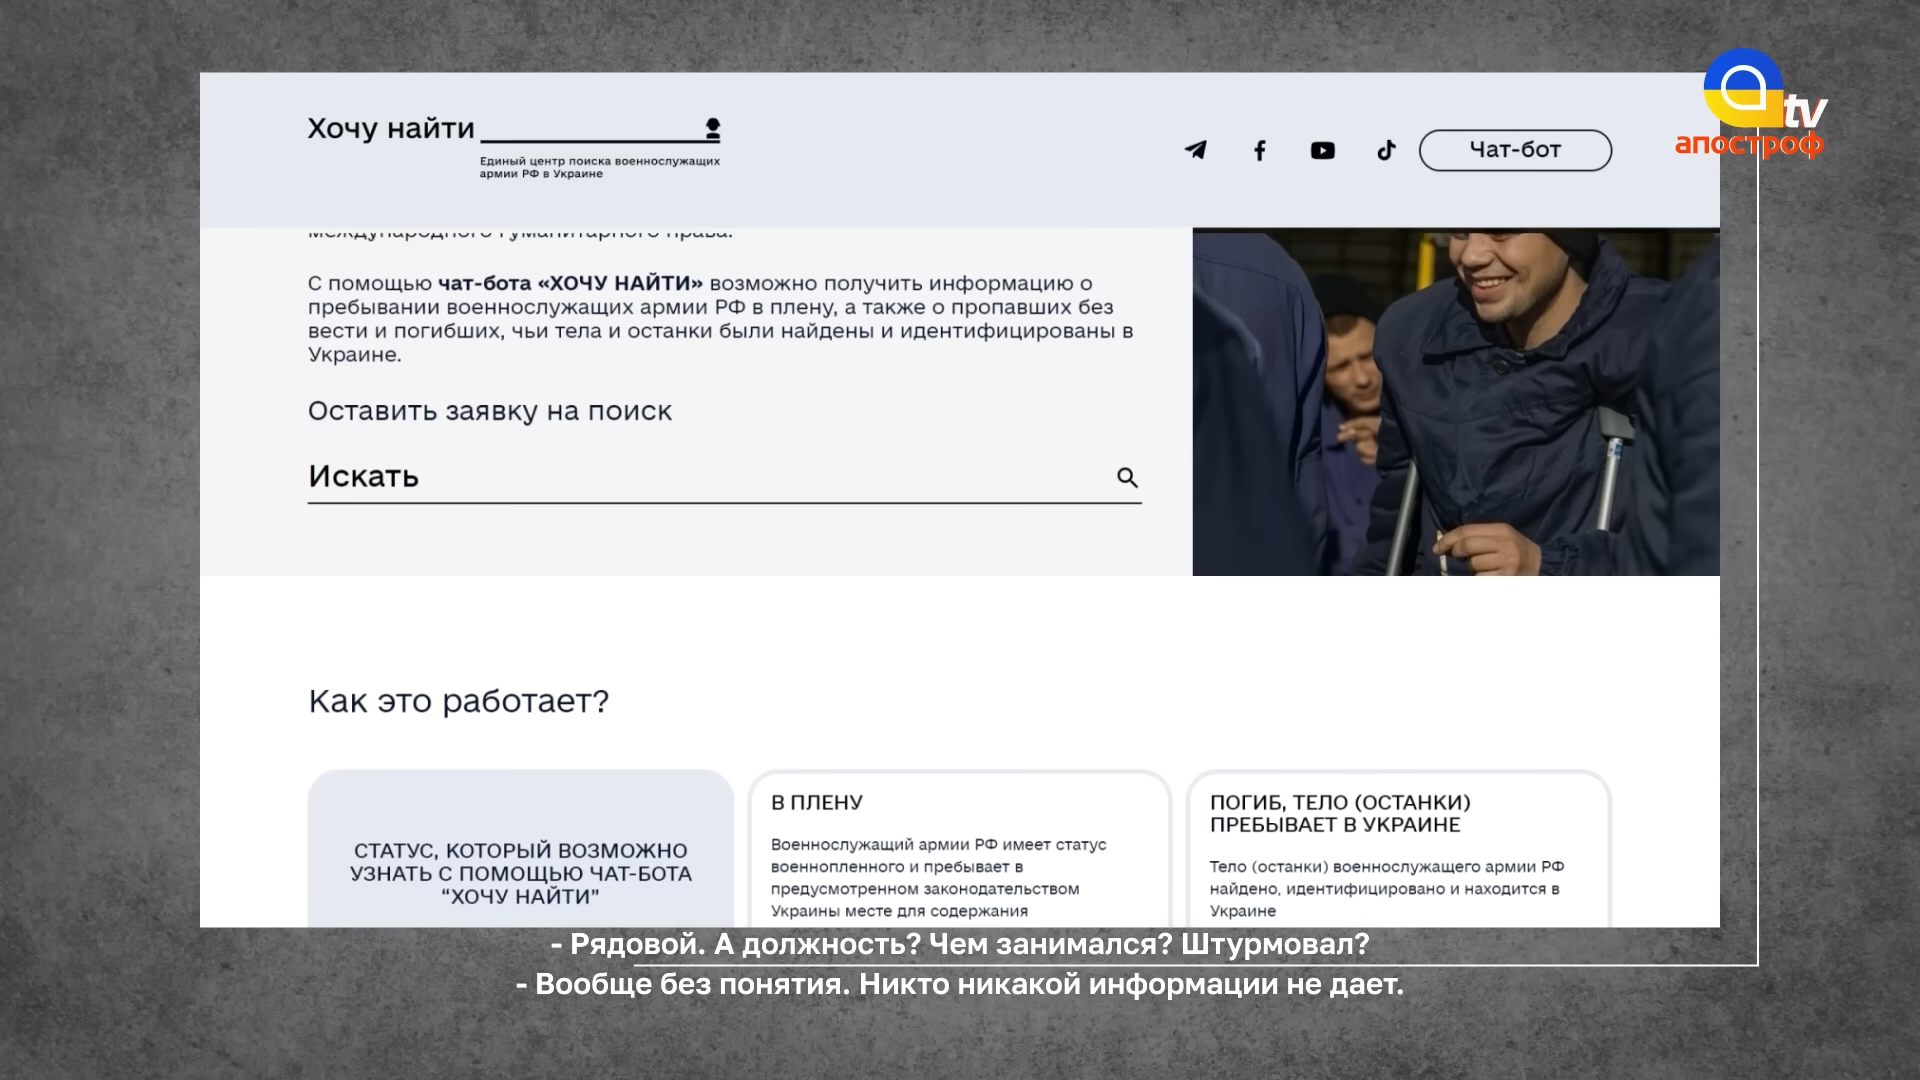 tv
апостроф
Хочу найти
Единый центр поиска военнослужащих
армии РФ в Украине
Чат-бот
международного гуманитарного права.
С помощью чат-бота «ХОЧУ НАЙТИ» возможно получить информацию о
пребывании военнослужащих армии РФ в плену, а также о пропавших без
вести и погибших, чьи тела и останки были найдены и идентифицированы в
Украине.
Оставить заявку на поиск
Искать
Как это работает?
СТАТУС, КОТОРЫЙ ВОЗМОЖНО
УЗНАТЬ С ПОМОЩЬЮ ЧАТ-БОТА
“ХОЧУ НАЙТИ”
В ПЛЕНУ
Военнослужащий армии РФ имеет статус
военнопленного и пребывает в
предусмотренном законодательством
Украины месте для содержания
ПОГИБ, ТЕЛО (ОСТАНКИ)
ПРЕБЫВАЕТ В УКРАИНЕ
Тело (останки) военнослужащего армии РФ
найдено, идентифицировано и находится в
Украине
- Рядовой. А должность? Чем занимался? Штурмовал?
- Вообще без понятия. Никто никакой информации не дает.